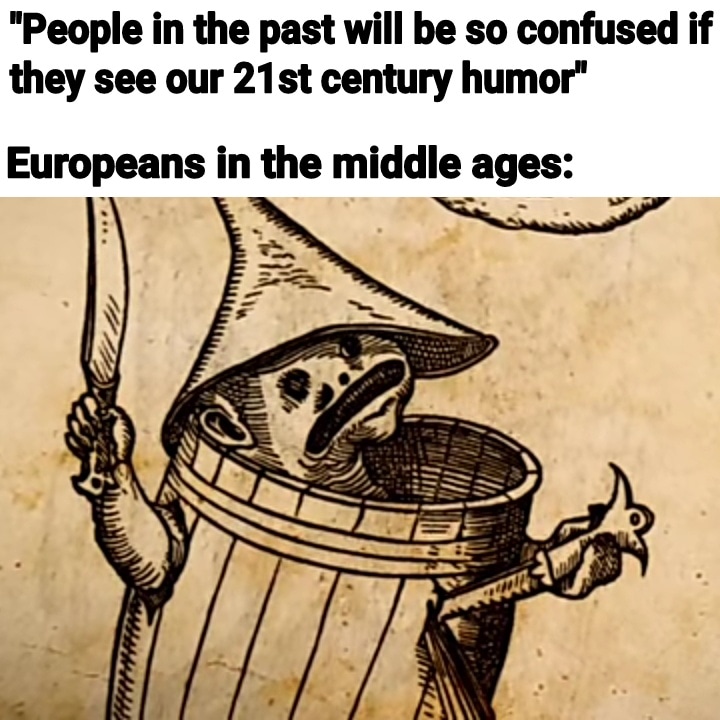 "People in the past will be so confused if
they see our 21st century humor"
Europeans in the middle ages: